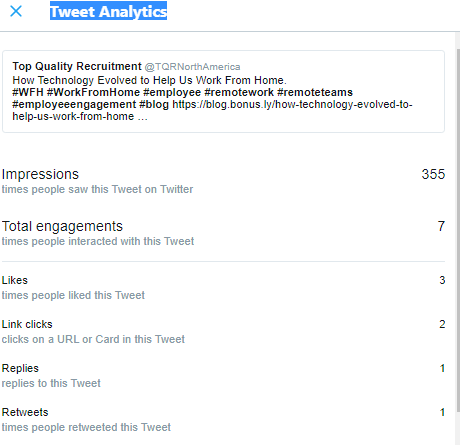 Tweet Analytics
Top Quality Recruitment @TQRNorthAmerica
How Technology Evolved to Help Us Work From Home.
#WFH #WorkFromHome #employee #remotework #remoteteams
#employeeengagement #blog https://blog.bonus.ly/how-technology-evolved-to-
help-us-work-from-home …
Impressions 355
times people saw this Tweet on Twitter
Total engagements 7
times people interacted with this Tweet
Likes 3
times people liked this Tweet
Link clicks 2
clicks on a URL or Card in this Tweet
Replies 1
replies to this Tweet
Retweets 1
times people retweeted this Tweet